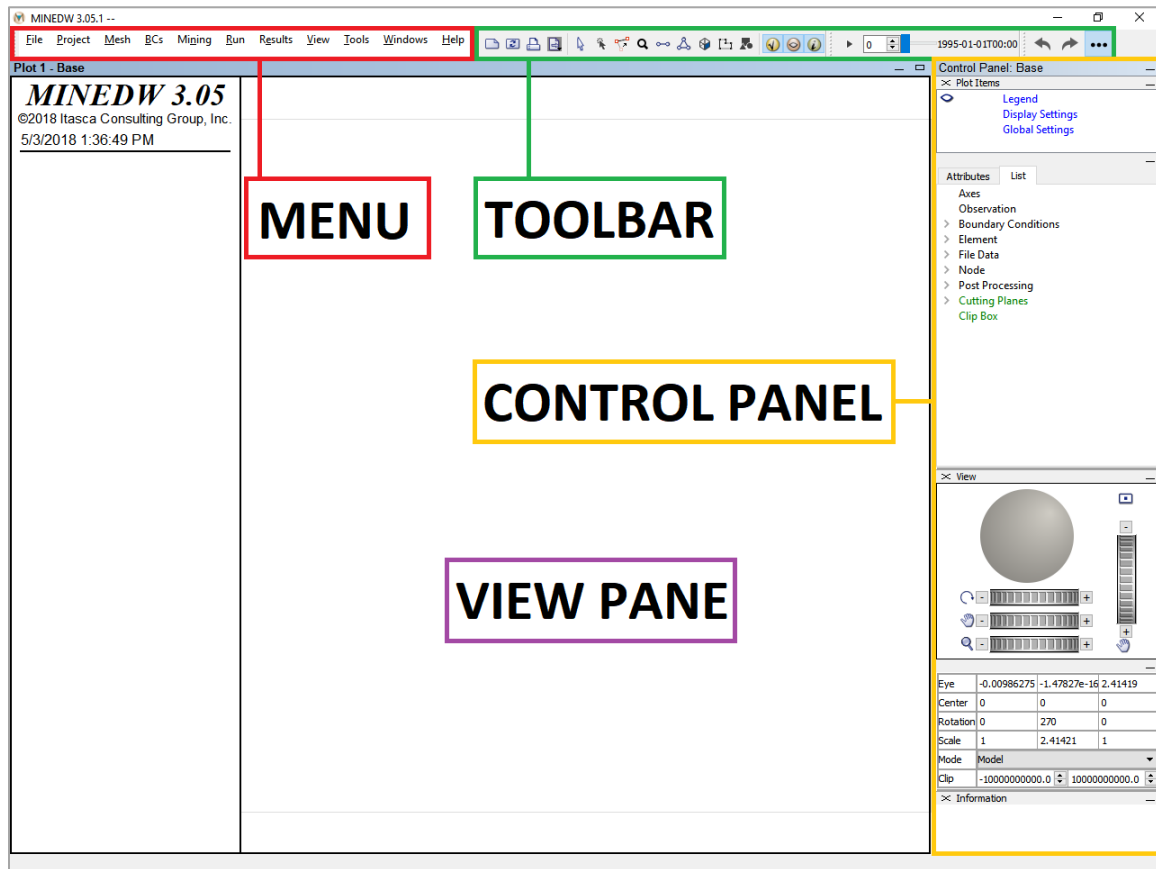 MINEDW 3.05.1 --
File Project Mesh BCs Mining Run Results View Tools Windows Help
0 1995-01-01T00:00
Plot 1 - Base
MINEDW 3.05
©2018 Itasca Consulting Group, Inc.
5/3/2018 1:36:49 PM
MENU
TOOLBAR
CONTROL PANEL
VIEW PANE
Control Panel: Base
Plot Items
Legend
Display Settings
Global Settings
Attributes List
Axes
Observation
Boundary Conditions
Element
File Data
Node
Post Processing
Cutting Planes
Clip Box
View
Eye -0.00986275 -1.47827e-16 2.41419
Center 0 0 0
Rotation 0 270 0
Scale 1 2.41421 1
Mode Model
Clip -10000000000.0 10000000000.0
Information